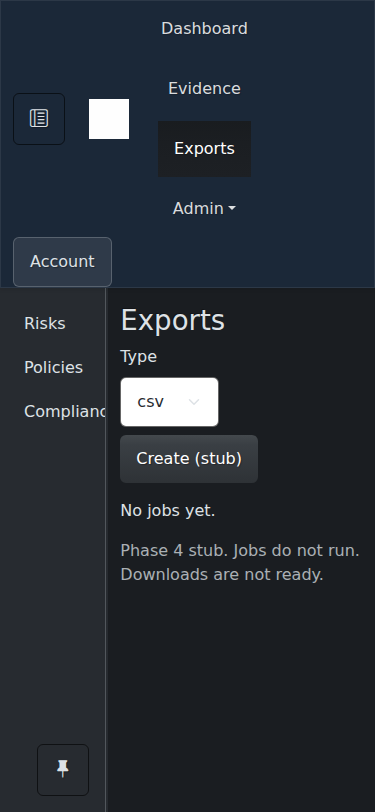 Dashboard
Evidence
Exports
Admin
Account
Risks
Policies
Complianc
Exports
Type
csv
Create (stub)
No jobs yet.
Phase 4 stub. Jobs do not run.
Downloads are not ready.